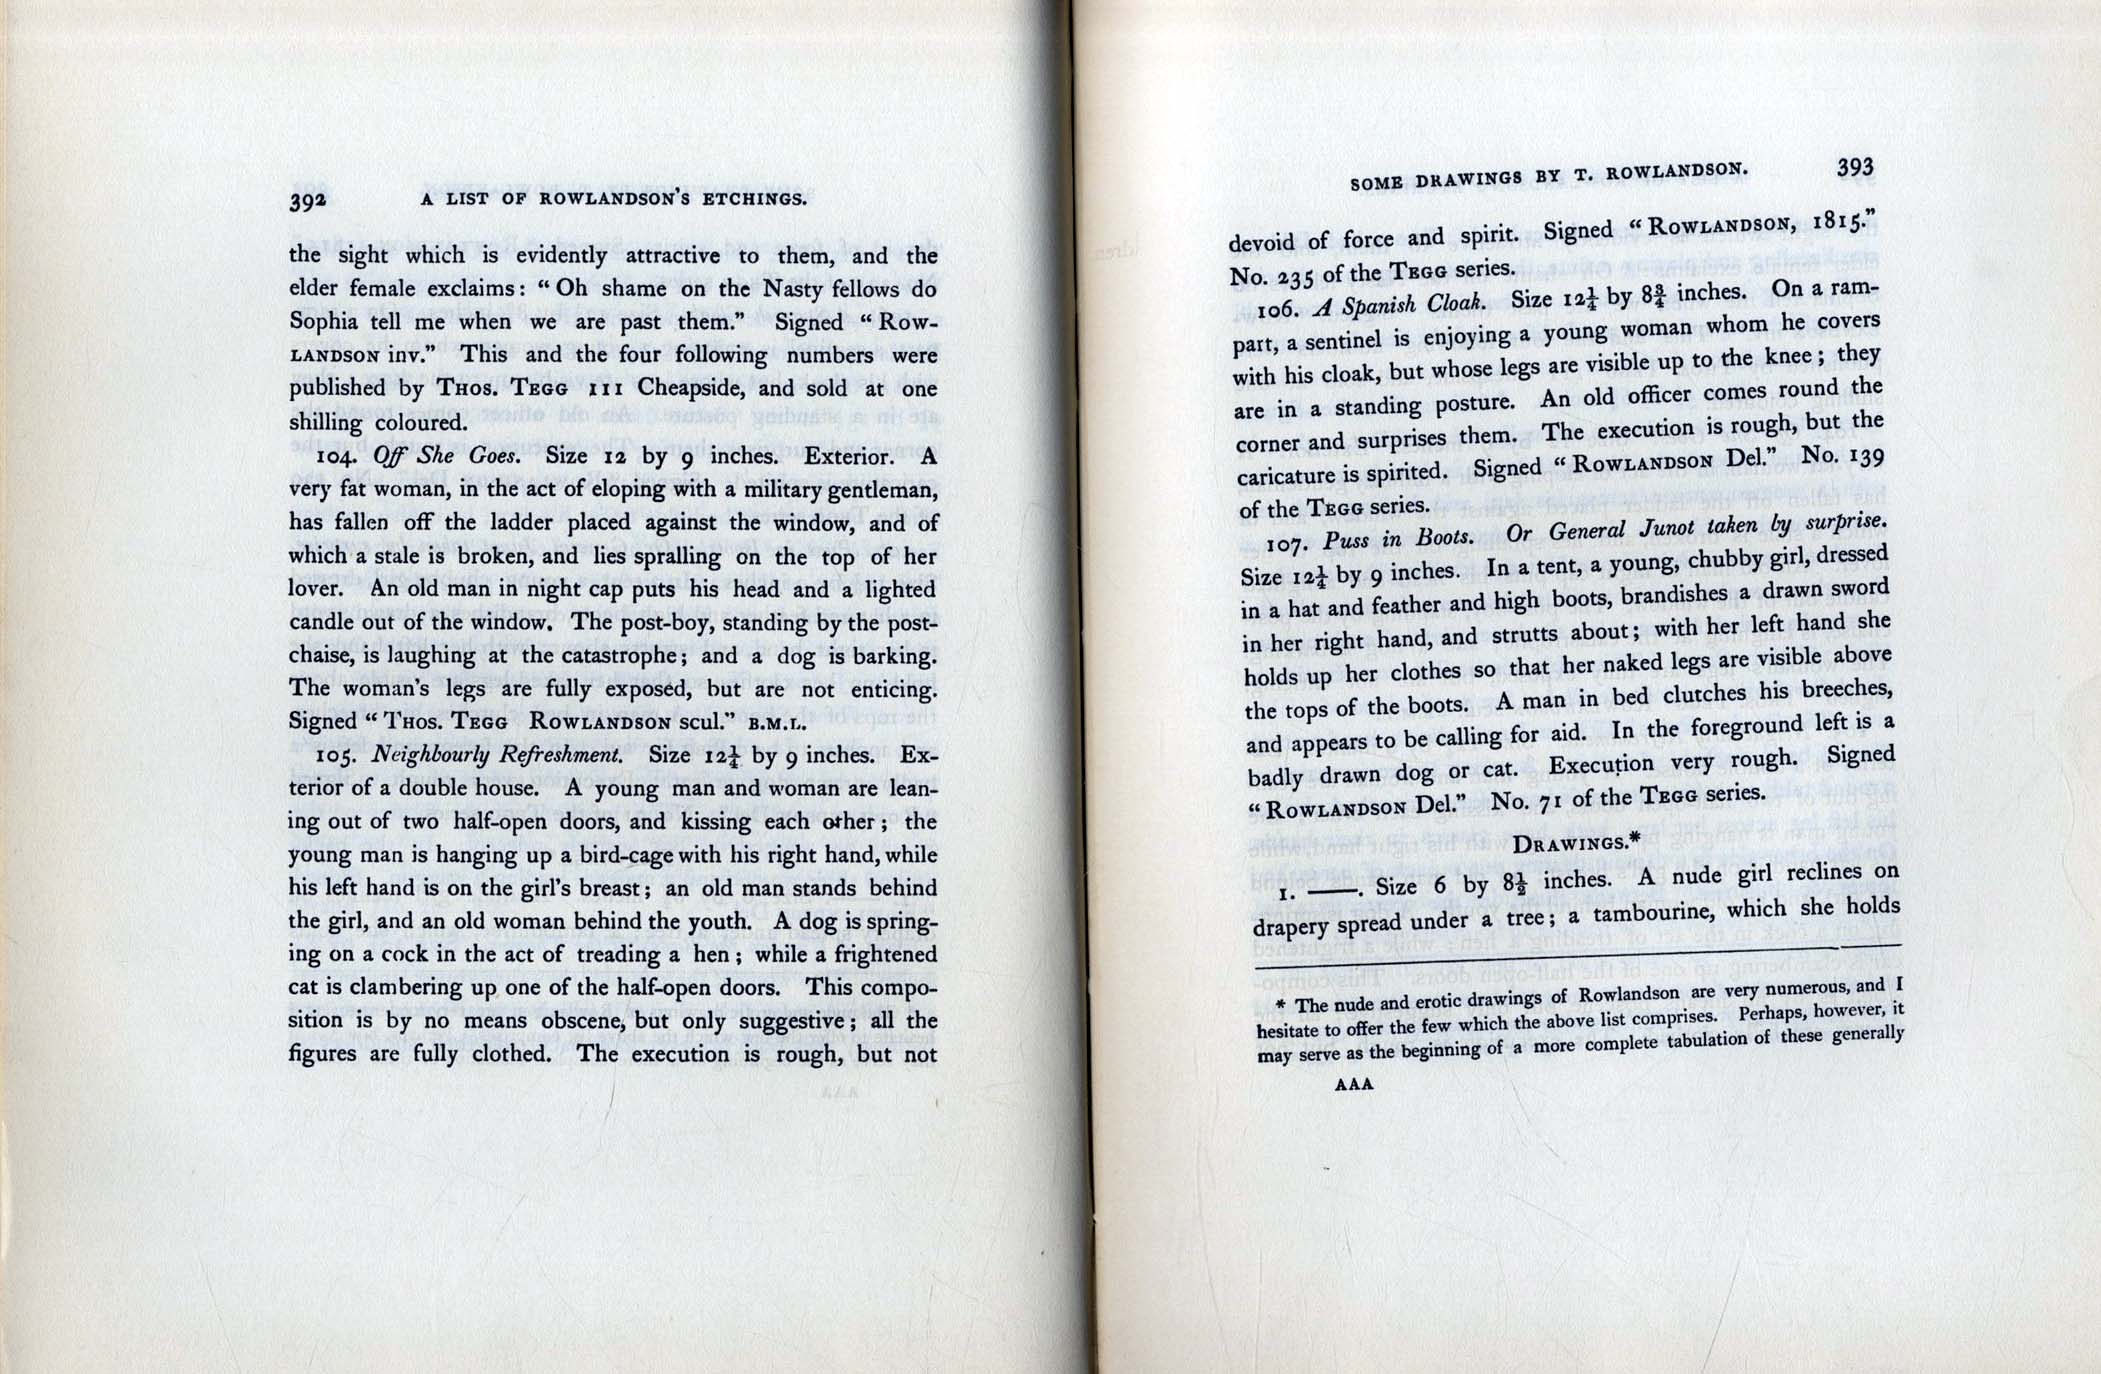 392 A LIST OF ROWLANDSON'S ETCHINGS.
the sight which is evidently attractive to them, and the
elder female exclaims: “Oh shame on the Nasty fellows do
Sophia tell me when we are past them.” Signed “Row-
LANDSON inv.” This and the four following numbers were
published by THOS. TEGG 111 Cheapside, and sold at one
shilling coloured.
104. Off She Goes. Size 12 by 9 inches. Exterior. A
very fat woman, in the act of eloping with a military gentleman,
has fallen off the ladder placed against the window, and of
which a stale is broken, and lies spralling on the top of her
lover. An old man in night cap puts his head and a lighted
candle out of the window. The post-boy, standing by the post-
chaise, is laughing at the catastrophe; and a dog is barking.
The woman's legs are fully exposed, but are not enticing.
Signed “THOS. TEGG ROWLANDSON scul.” B.M.L.
105. Neighbourly Refreshment. Size 12¼ by 9 inches. Ex-
terior of a double house. A young man and woman are lean-
ing out of two half-open doors, and kissing each other; the
young man is hanging up a bird-cage with his right hand, while
his left hand is on the girl's breast; an old man stands behind
the girl, and an old woman behind the youth. A dog is spring-
ing on a cock in the act of treading a hen; while a frightened
cat is clambering up one of the half-open doors. This compo-
sition is by no means obscene, but only suggestive; all the
figures are fully clothed. The execution is rough, but not
SOME DRAWINGS BY T. ROWLANDSON. 393
devoid of force and spirit. Signed “ROWLANDSON, 1815.”
No. 235 of the TEGG series.
106. A Spanish Cloak. Size 12¼ by 8¾ inches. On a ram-
part, a sentinel is enjoying a young woman whom he covers
with his cloak, but whose legs are visible up to the knee; they
are in a standing posture. An old officer comes round the
corner and surprises them. The execution is rough, but the
caricature is spirited. Signed “ROWLANDSON Del.” No. 139
of the TEGG series.
107. Puss in Boots. Or General Junot taken by surprise.
Size 12¼ by 9 inches. In a tent, a young, chubby girl, dressed
in a hat and feather and high boots, brandishes a drawn sword
in her right hand, and strutts about; with her left hand she
holds up her clothes so that her naked legs are visible above
the tops of the boots. A man in bed clutches his breeches,
and appears to be calling for aid. In the foreground left is a
badly drawn dog or cat. Execution very rough. Signed
“ROWLANDSON Del.” No. 71 of the TEGG series.
DRAWINGS.*
1. ——. Size 6 by 8½ inches. A nude girl reclines on
drapery spread under a tree; a tambourine, which she holds
* The nude and erotic drawings of Rowlandson are very numerous, and I
hesitate to offer the few which the above list comprises. Perhaps, however, it
may serve as the beginning of a more complete tabulation of these generally
AAA